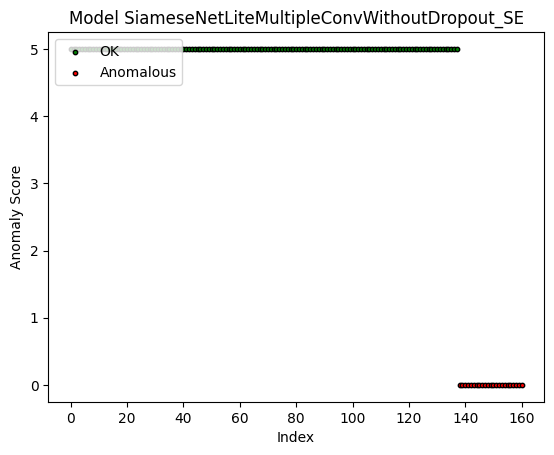 Model SiameseNetLiteMultipleConvWithoutDropout_SE
OK
Anomalous
5
4
3
2
1
0
Anomaly Score
0 20 40 60 80 100 120 140 160
Index